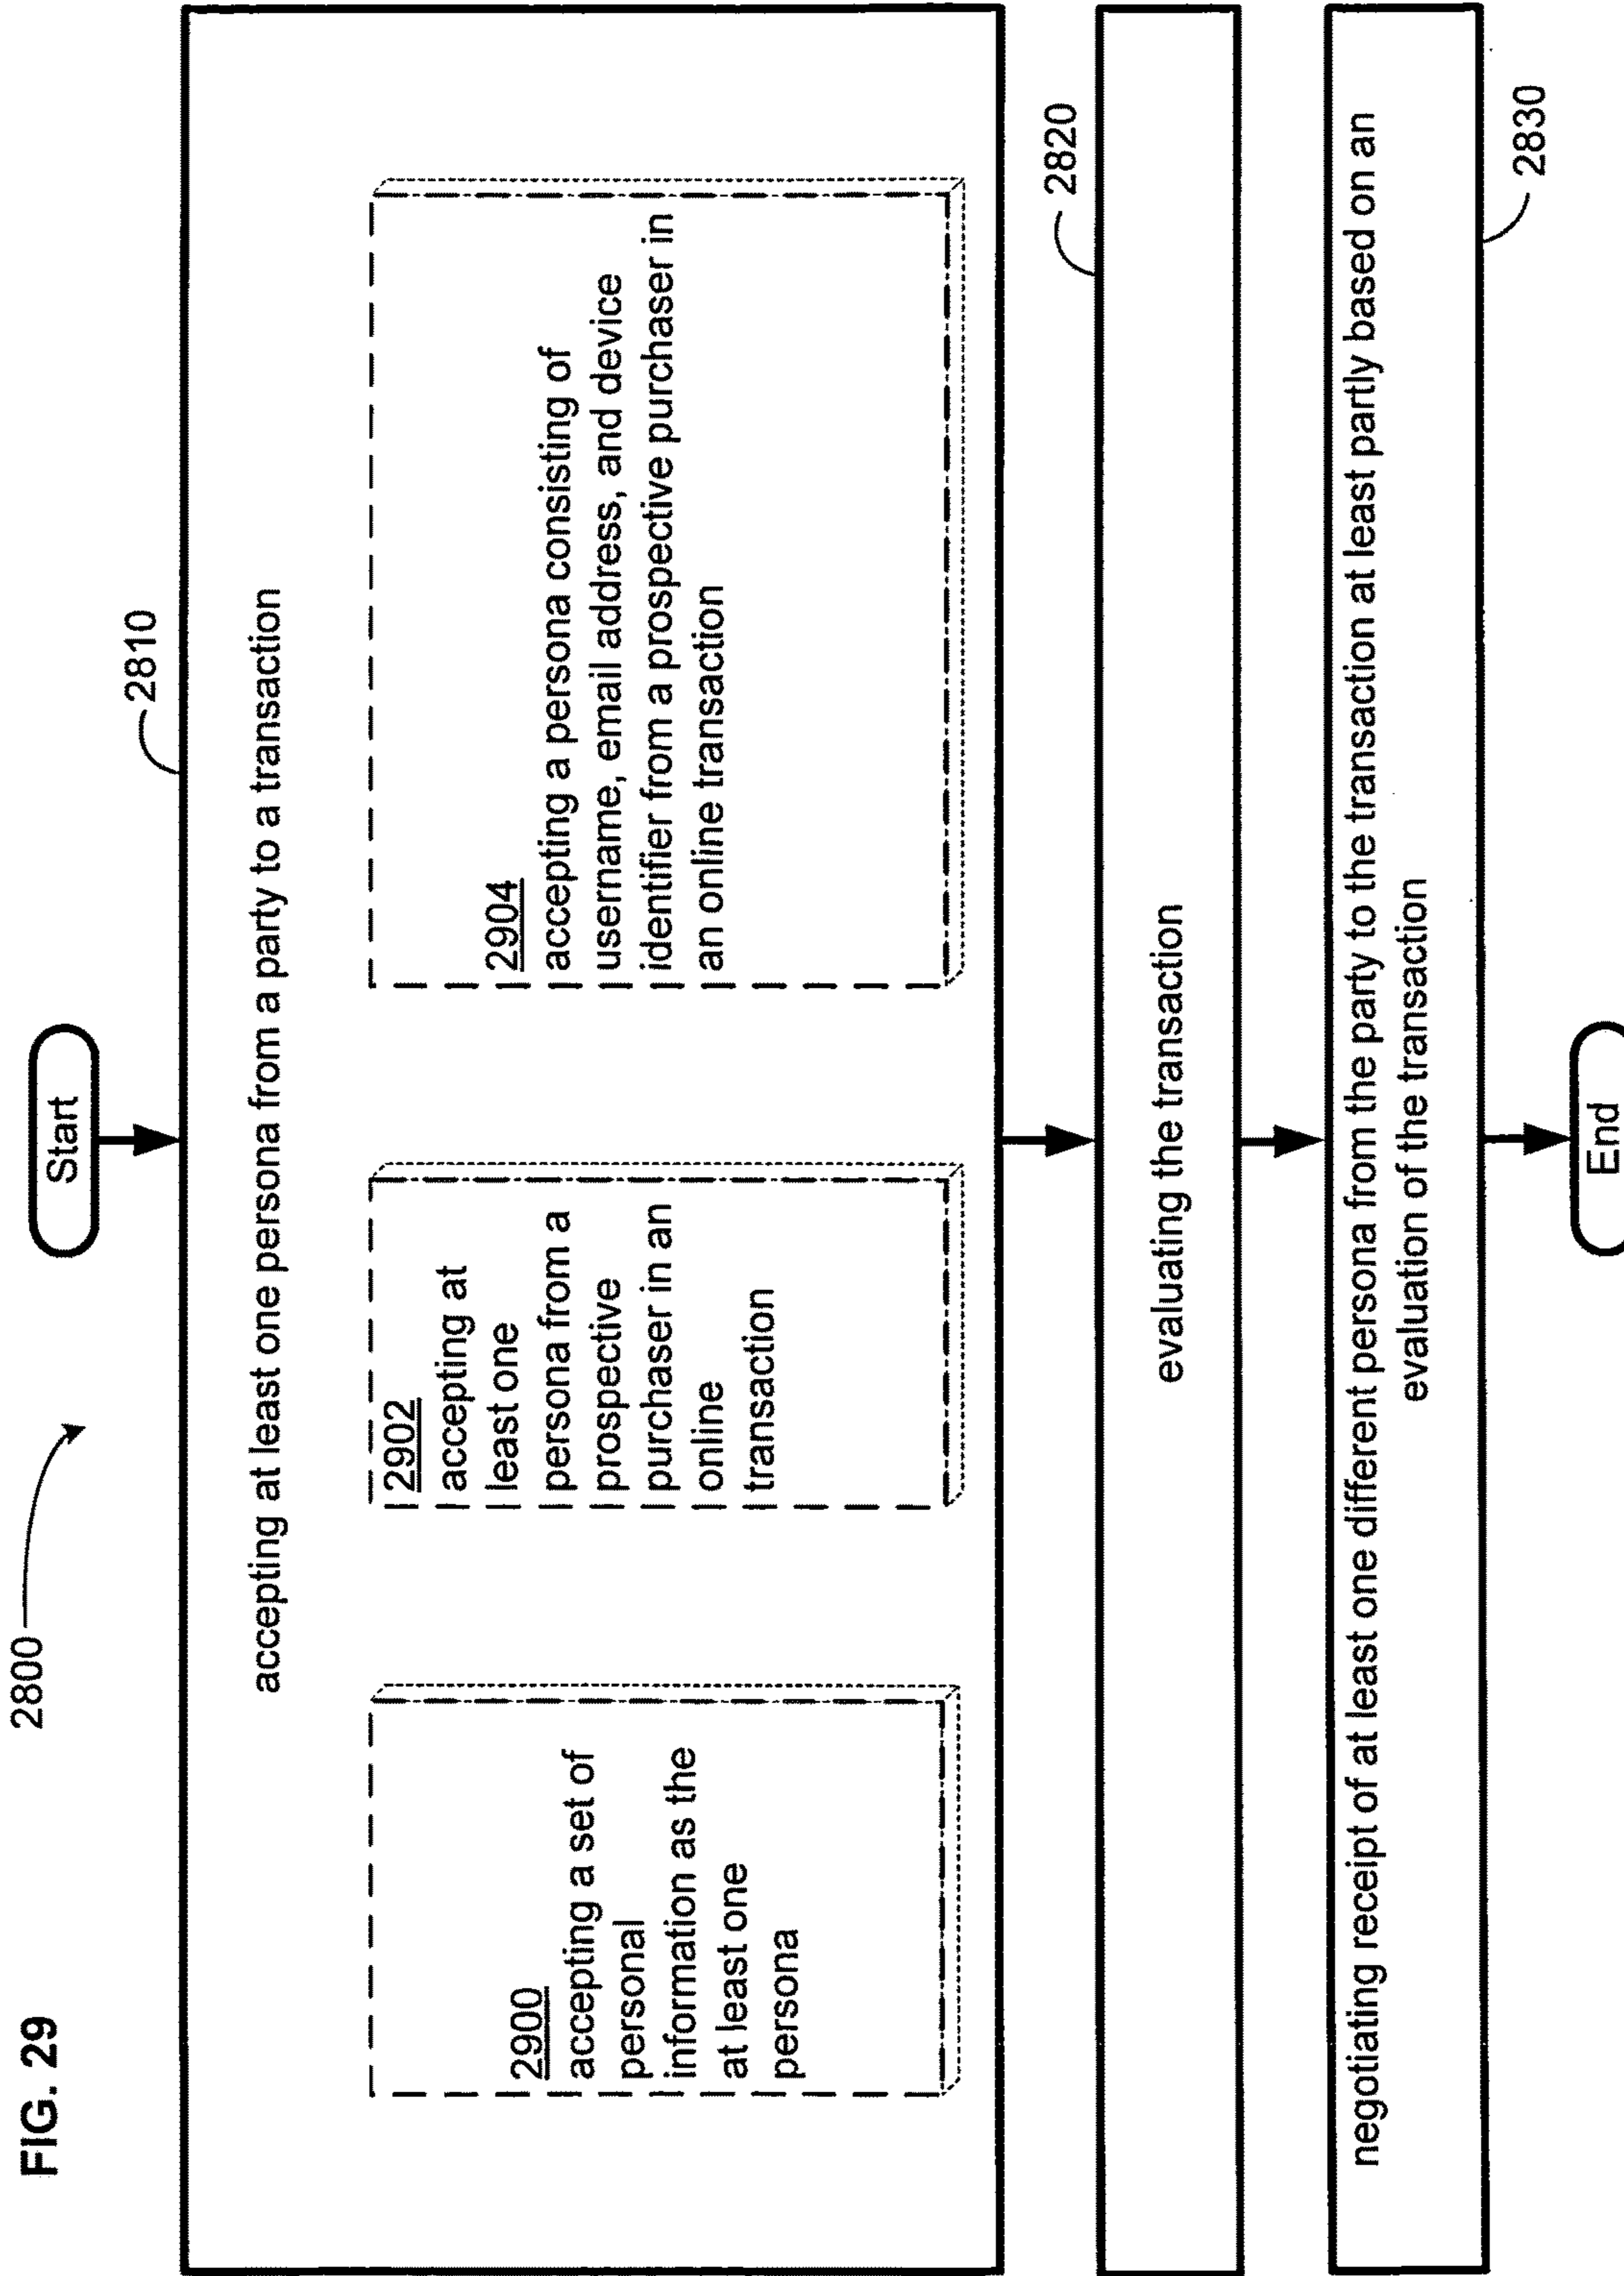 FIG. 29
2800
Start
2810
accepting at least one persona from a party to a transaction
2900
accepting a set of
personal
information as the
at least one
persona
2902
accepting at
least one
persona from a
prospective
purchaser in an
online
transaction
2904
accepting a persona consisting of
username, email address, and device
identifier from a prospective purchaser in
an online transaction
2820
evaluating the transaction
negotiating receipt of at least one different persona from the party to the transaction at least partly based on an
evaluation of the transaction
2830
End